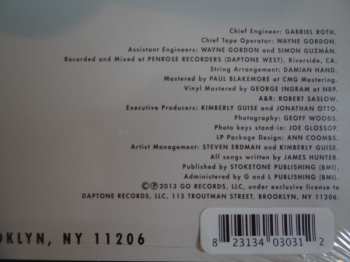 Chief Engineer: GABRIEL ROTH
Chief Tape Operator: WAYNE GORDON
Assistant Engineers: WAYNE GORDON and SIMON GUZMÁN
Recorded and Mixed at PENROSE RECORDERS (DAPTONE WEST), Riverside, CA
String Arrangement: DAMIAN HAND
Mastered by PAUL BLAKEMORE at CMG Mastering
Vinyl Mastered by GEORGE INGRAM at NRP
A&R: ROBERT SASLOW
Executive Producers: KIMBERLY GUISE and JONATHAN OTTO
Photography: GEOFF WOODS
Photo keys stand-in: JOE GLOSSOP
LP Package Design: ANN COOMBS
Artist Management: STEVEN ERDMAN and KIMBERLY GUISE
All songs written by JAMES HUNTER
Published by STOKETONE PUBLISHING (BMI)
Administered by G and L PUBLISHING (BMI)
©℗2013 GO RECORDS, LLC, under exclusive license to
DAPTONE RECORDS, LLC, 115 TROUTMAN STREET, BROOKLYN, NY 11206
OKLYN, NY 11206
8 23134 03031 2